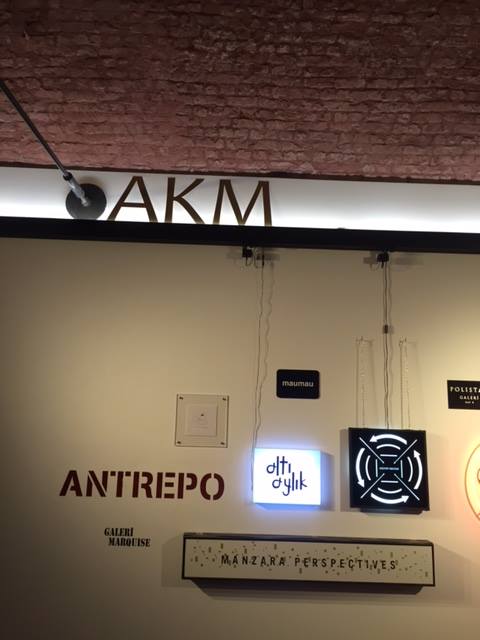 AKM
maumau
POLISTA
GALERİ
ANTREPO
altı
aylık
GALERİ
MARQUISE
MANZARA PERSPECTIVES